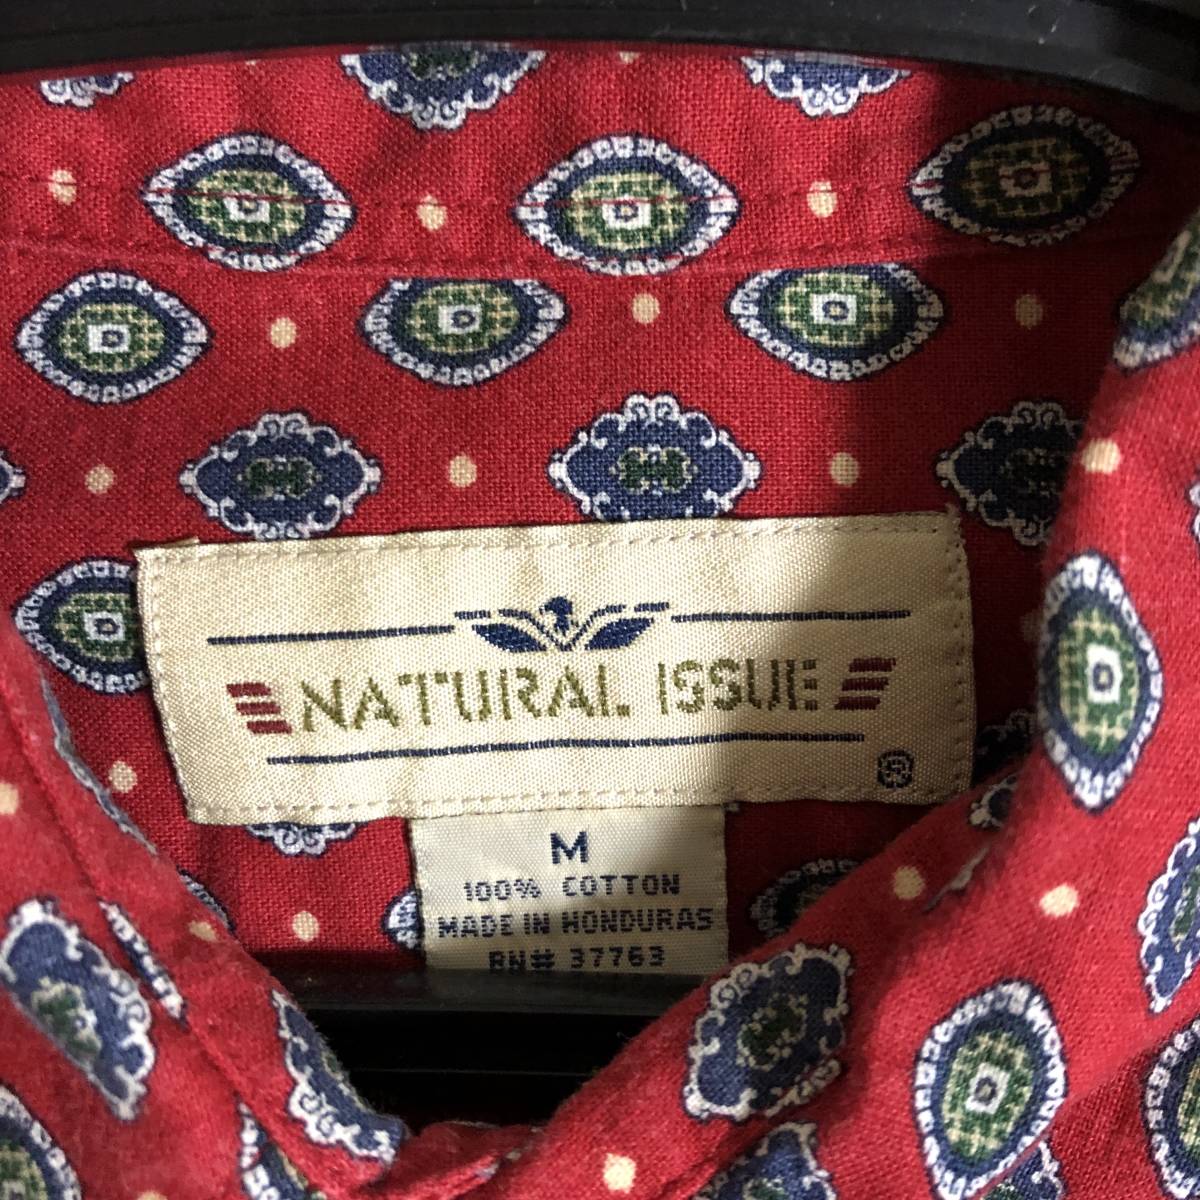 NATURAL ISSUE
®
M
100% COTTON
MADE IN HONDURAS
RN# 37763